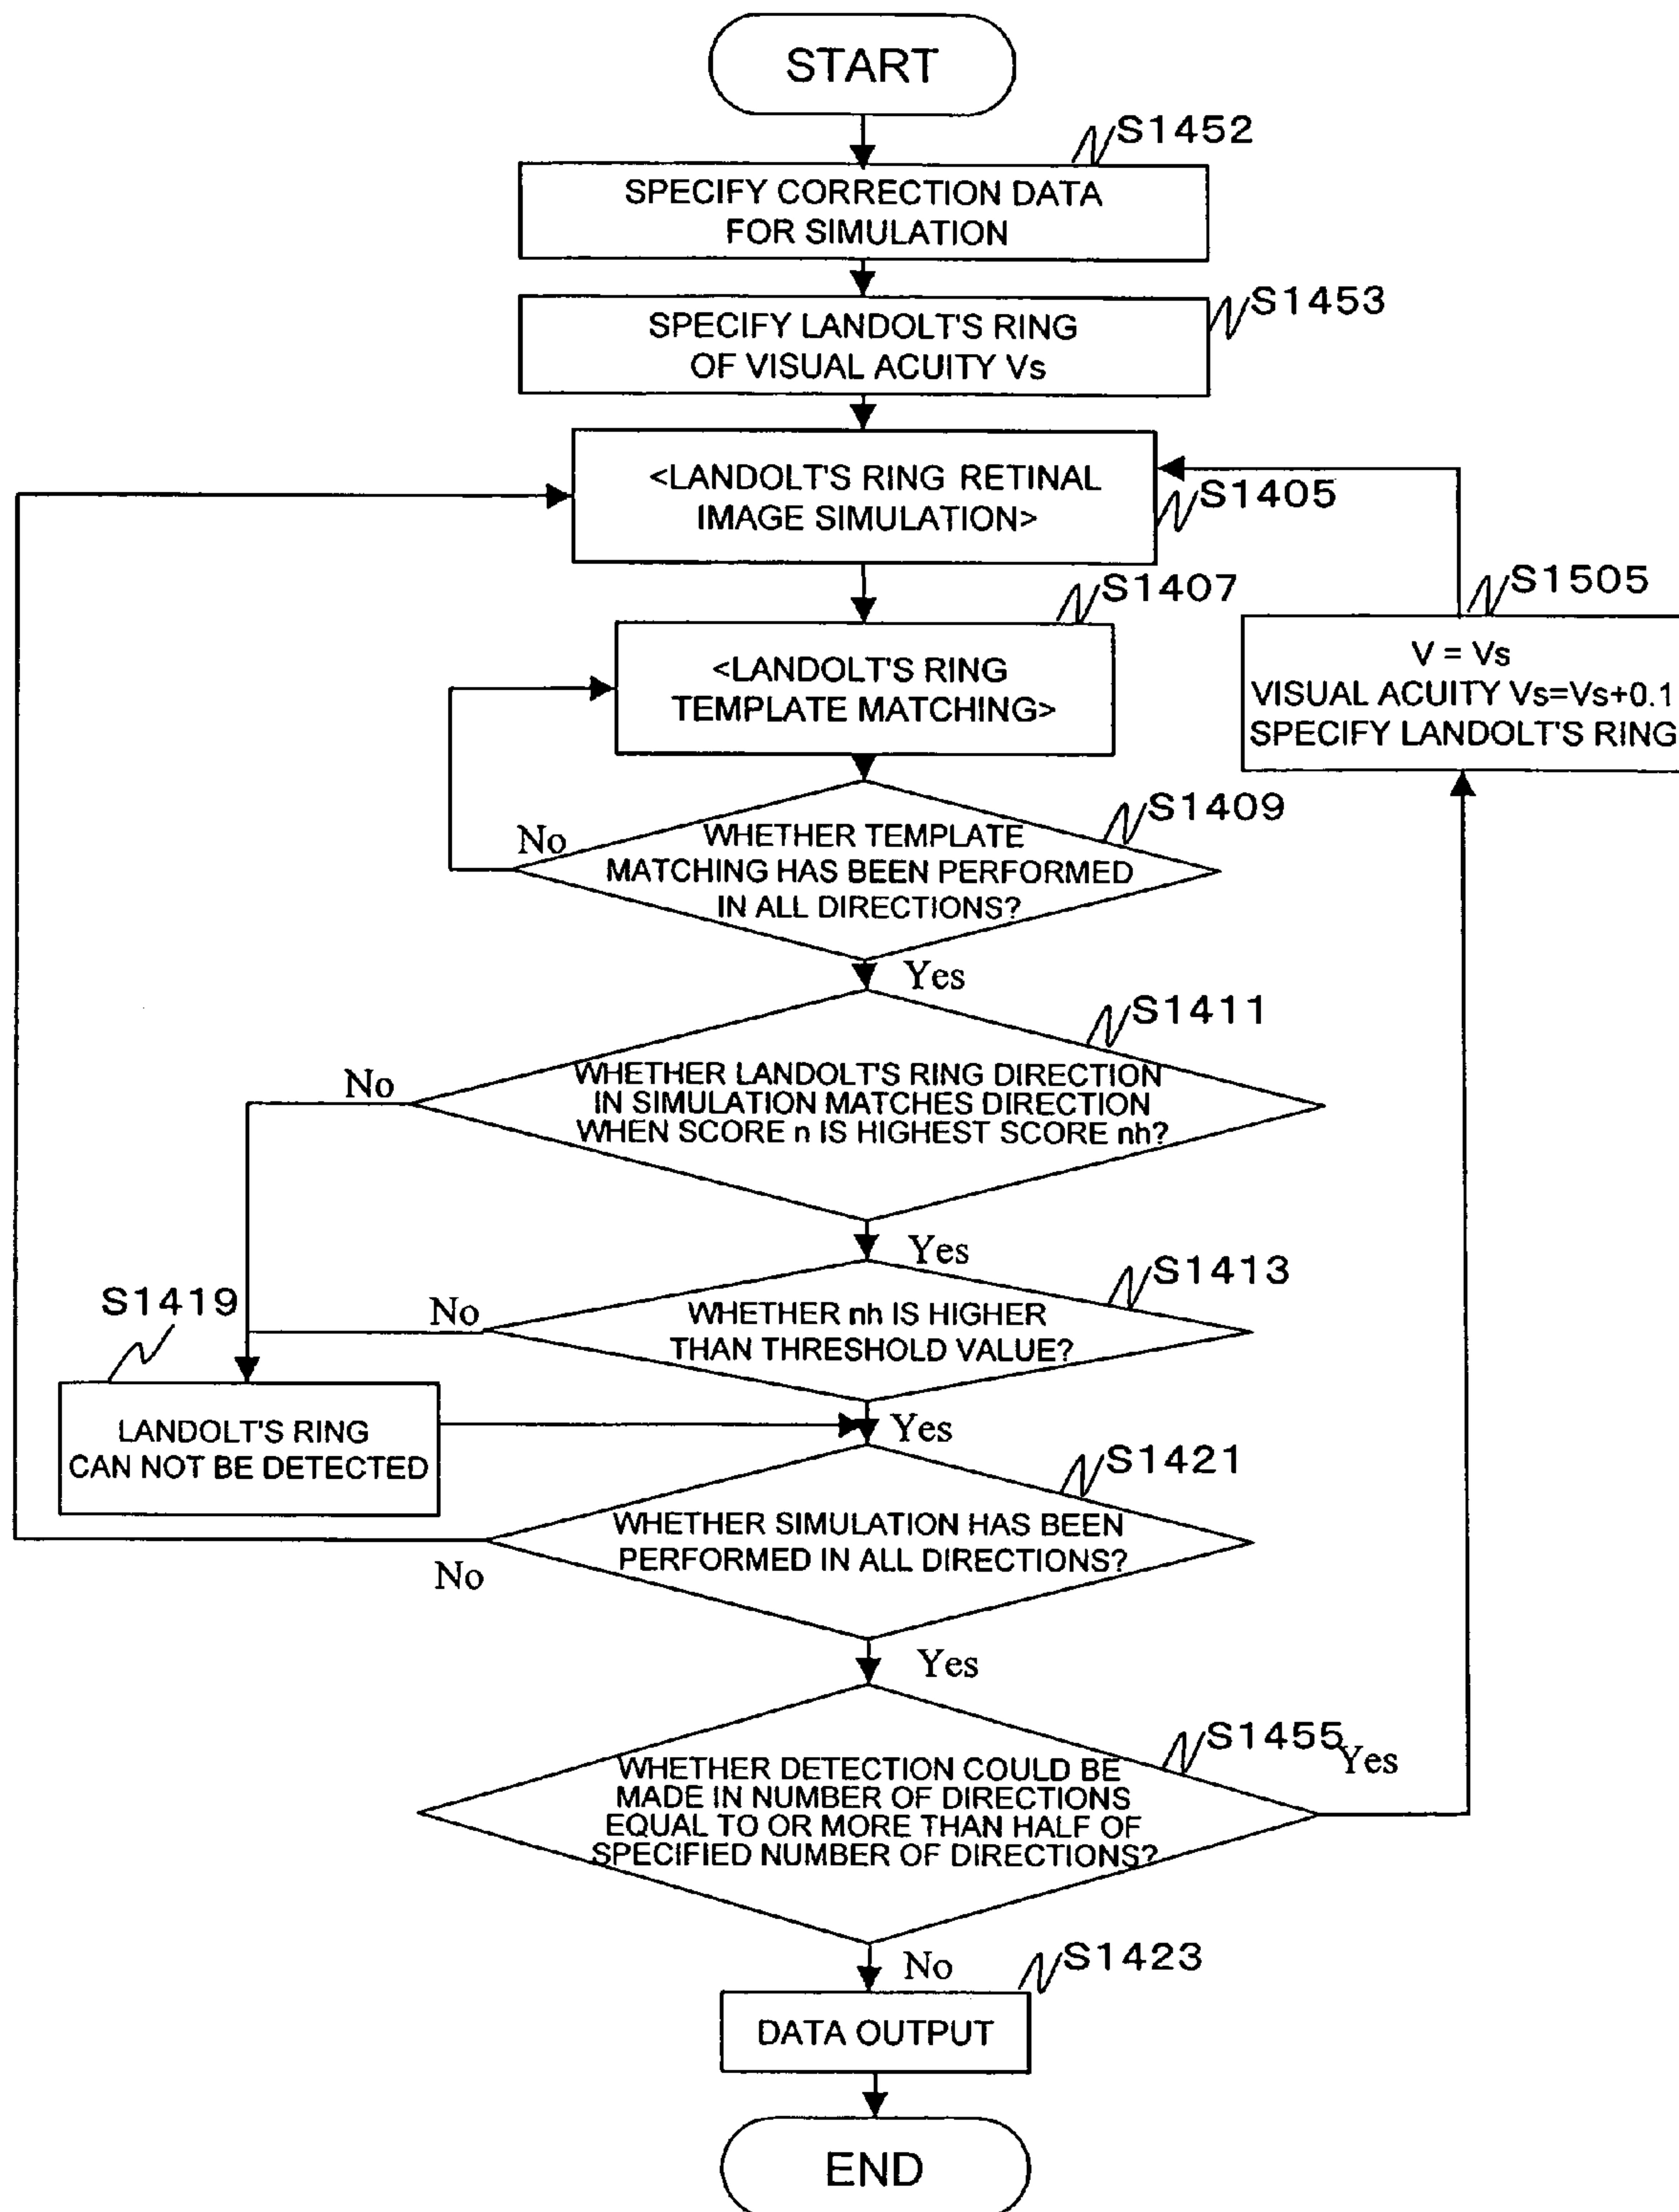 START
S1452
SPECIFY CORRECTION DATA
FOR SIMULATION
S1453
SPECIFY LANDOLT'S RING
OF VISUAL ACUITY Vs
<LANDOLT'S RING RETINAL
IMAGE SIMULATION>
S1405
S1407
<LANDOLT'S RING
TEMPLATE MATCHING>
S1505
V = Vs
VISUAL ACUITY Vs=Vs+0.1
SPECIFY LANDOLT'S RING
S1409
No
WHETHER TEMPLATE
MATCHING HAS BEEN PERFORMED
IN ALL DIRECTIONS?
Yes
S1411
No
WHETHER LANDOLT'S RING DIRECTION
IN SIMULATION MATCHES DIRECTION
WHEN SCORE n IS HIGHEST SCORE nh?
Yes
S1413
No
WHETHER nh IS HIGHER
THAN THRESHOLD VALUE?
S1419
LANDOLT'S RING
CAN NOT BE DETECTED
Yes
S1421
WHETHER SIMULATION HAS BEEN
PERFORMED IN ALL DIRECTIONS?
No
Yes
S1455
Yes
WHETHER DETECTION COULD BE
MADE IN NUMBER OF DIRECTIONS
EQUAL TO OR MORE THAN HALF OF
SPECIFIED NUMBER OF DIRECTIONS?
No
S1423
DATA OUTPUT
END